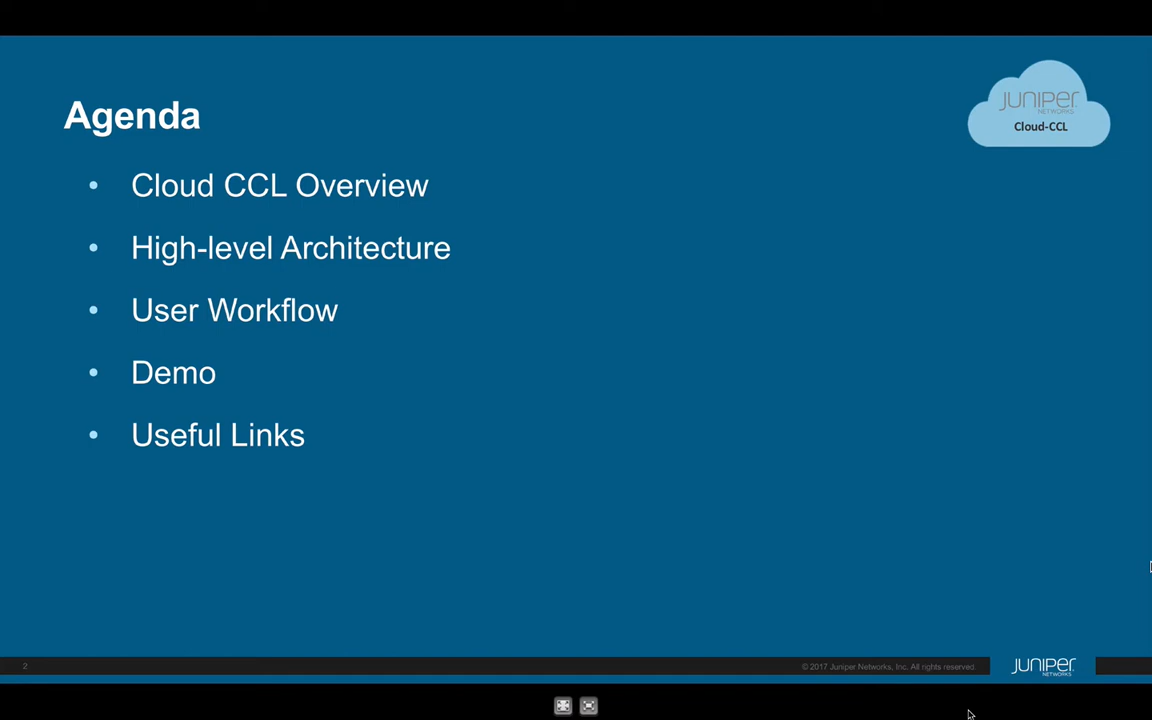 JUNIPER
NETWORKS
Cloud-CCL
Agenda
• Cloud CCL Overview
• High-level Architecture
• User Workflow
• Demo
• Useful Links
2
© 2017 Juniper Networks, Inc. All rights reserved.
JUNIPER
NETWORKS